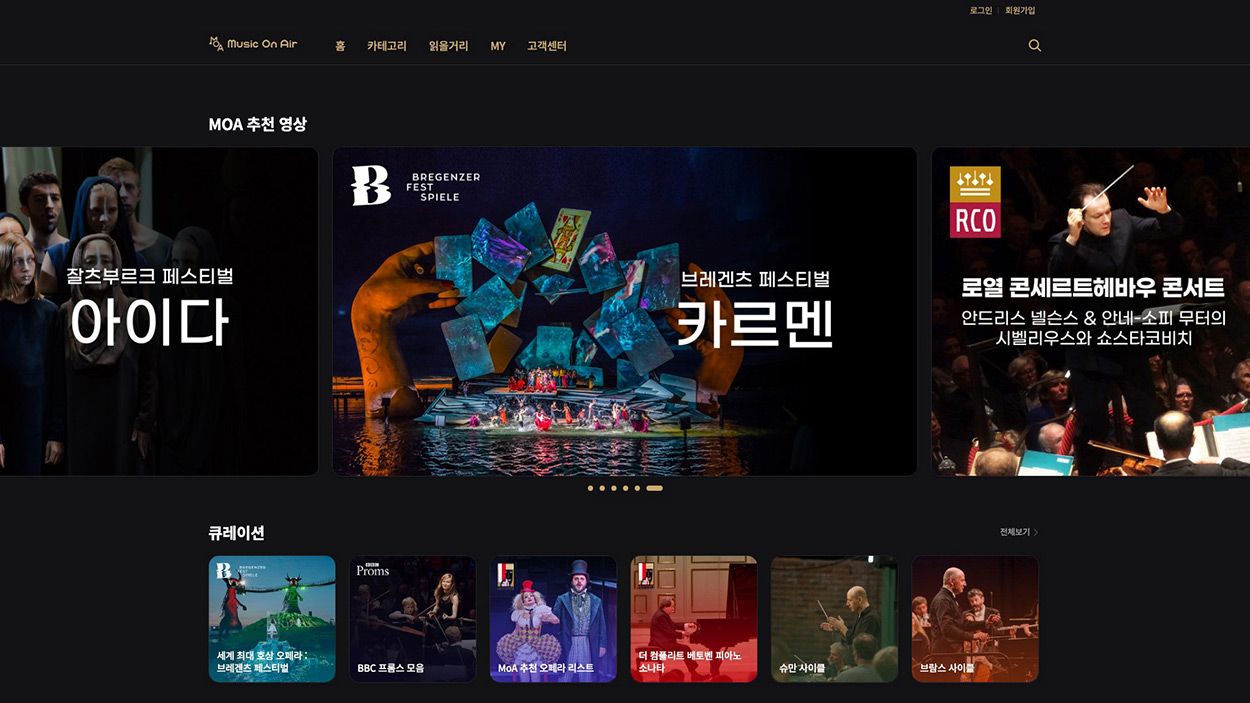 로그인
회원가입
MOA Music On Air
홈
카테고리
읽을거리
MY
고객센터
MOA 추천 영상
잘츠부르크 페스티벌
아이다
B BREGENZER
FEST
SPIELE
브레겐츠 페스티벌
카르멘
RCO
로열 콘세르트헤바우 콘서트
안드리스 넬슨스 & 안네-소피 무터의
시벨리우스와 쇼스타코비치
큐레이션
전체보기
B BREGENZER
FEST
SPIELE
세계 최대 호상 오페라 :
브레겐츠 페스티벌
BBC
Proms
BBC 프롬스 모음
MoA 추천 오페라 리스트
더 컴플리트 베토벤 피아노
소나타
슈만 사이클
브람스 사이클